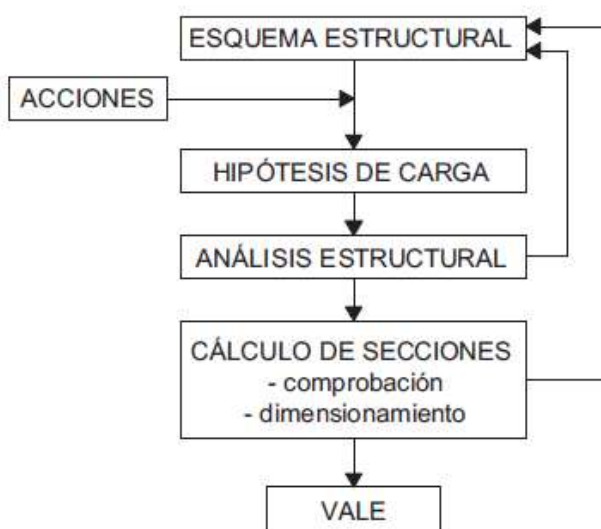 ESQUEMA ESTRUCTURAL
ACCIONES
HIPÓTESIS DE CARGA
ANÁLISIS ESTRUCTURAL
CÁLCULO DE SECCIONES
- comprobación
- dimensionamiento
VALE